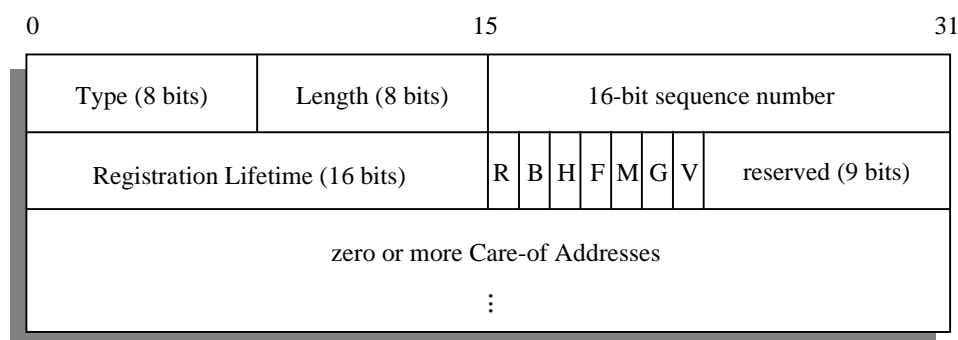 0 15 31
Type (8 bits) Length (8 bits) 16-bit sequence number
Registration Lifetime (16 bits) R B H F M G V reserved (9 bits)
zero or more Care-of Addresses
⋮